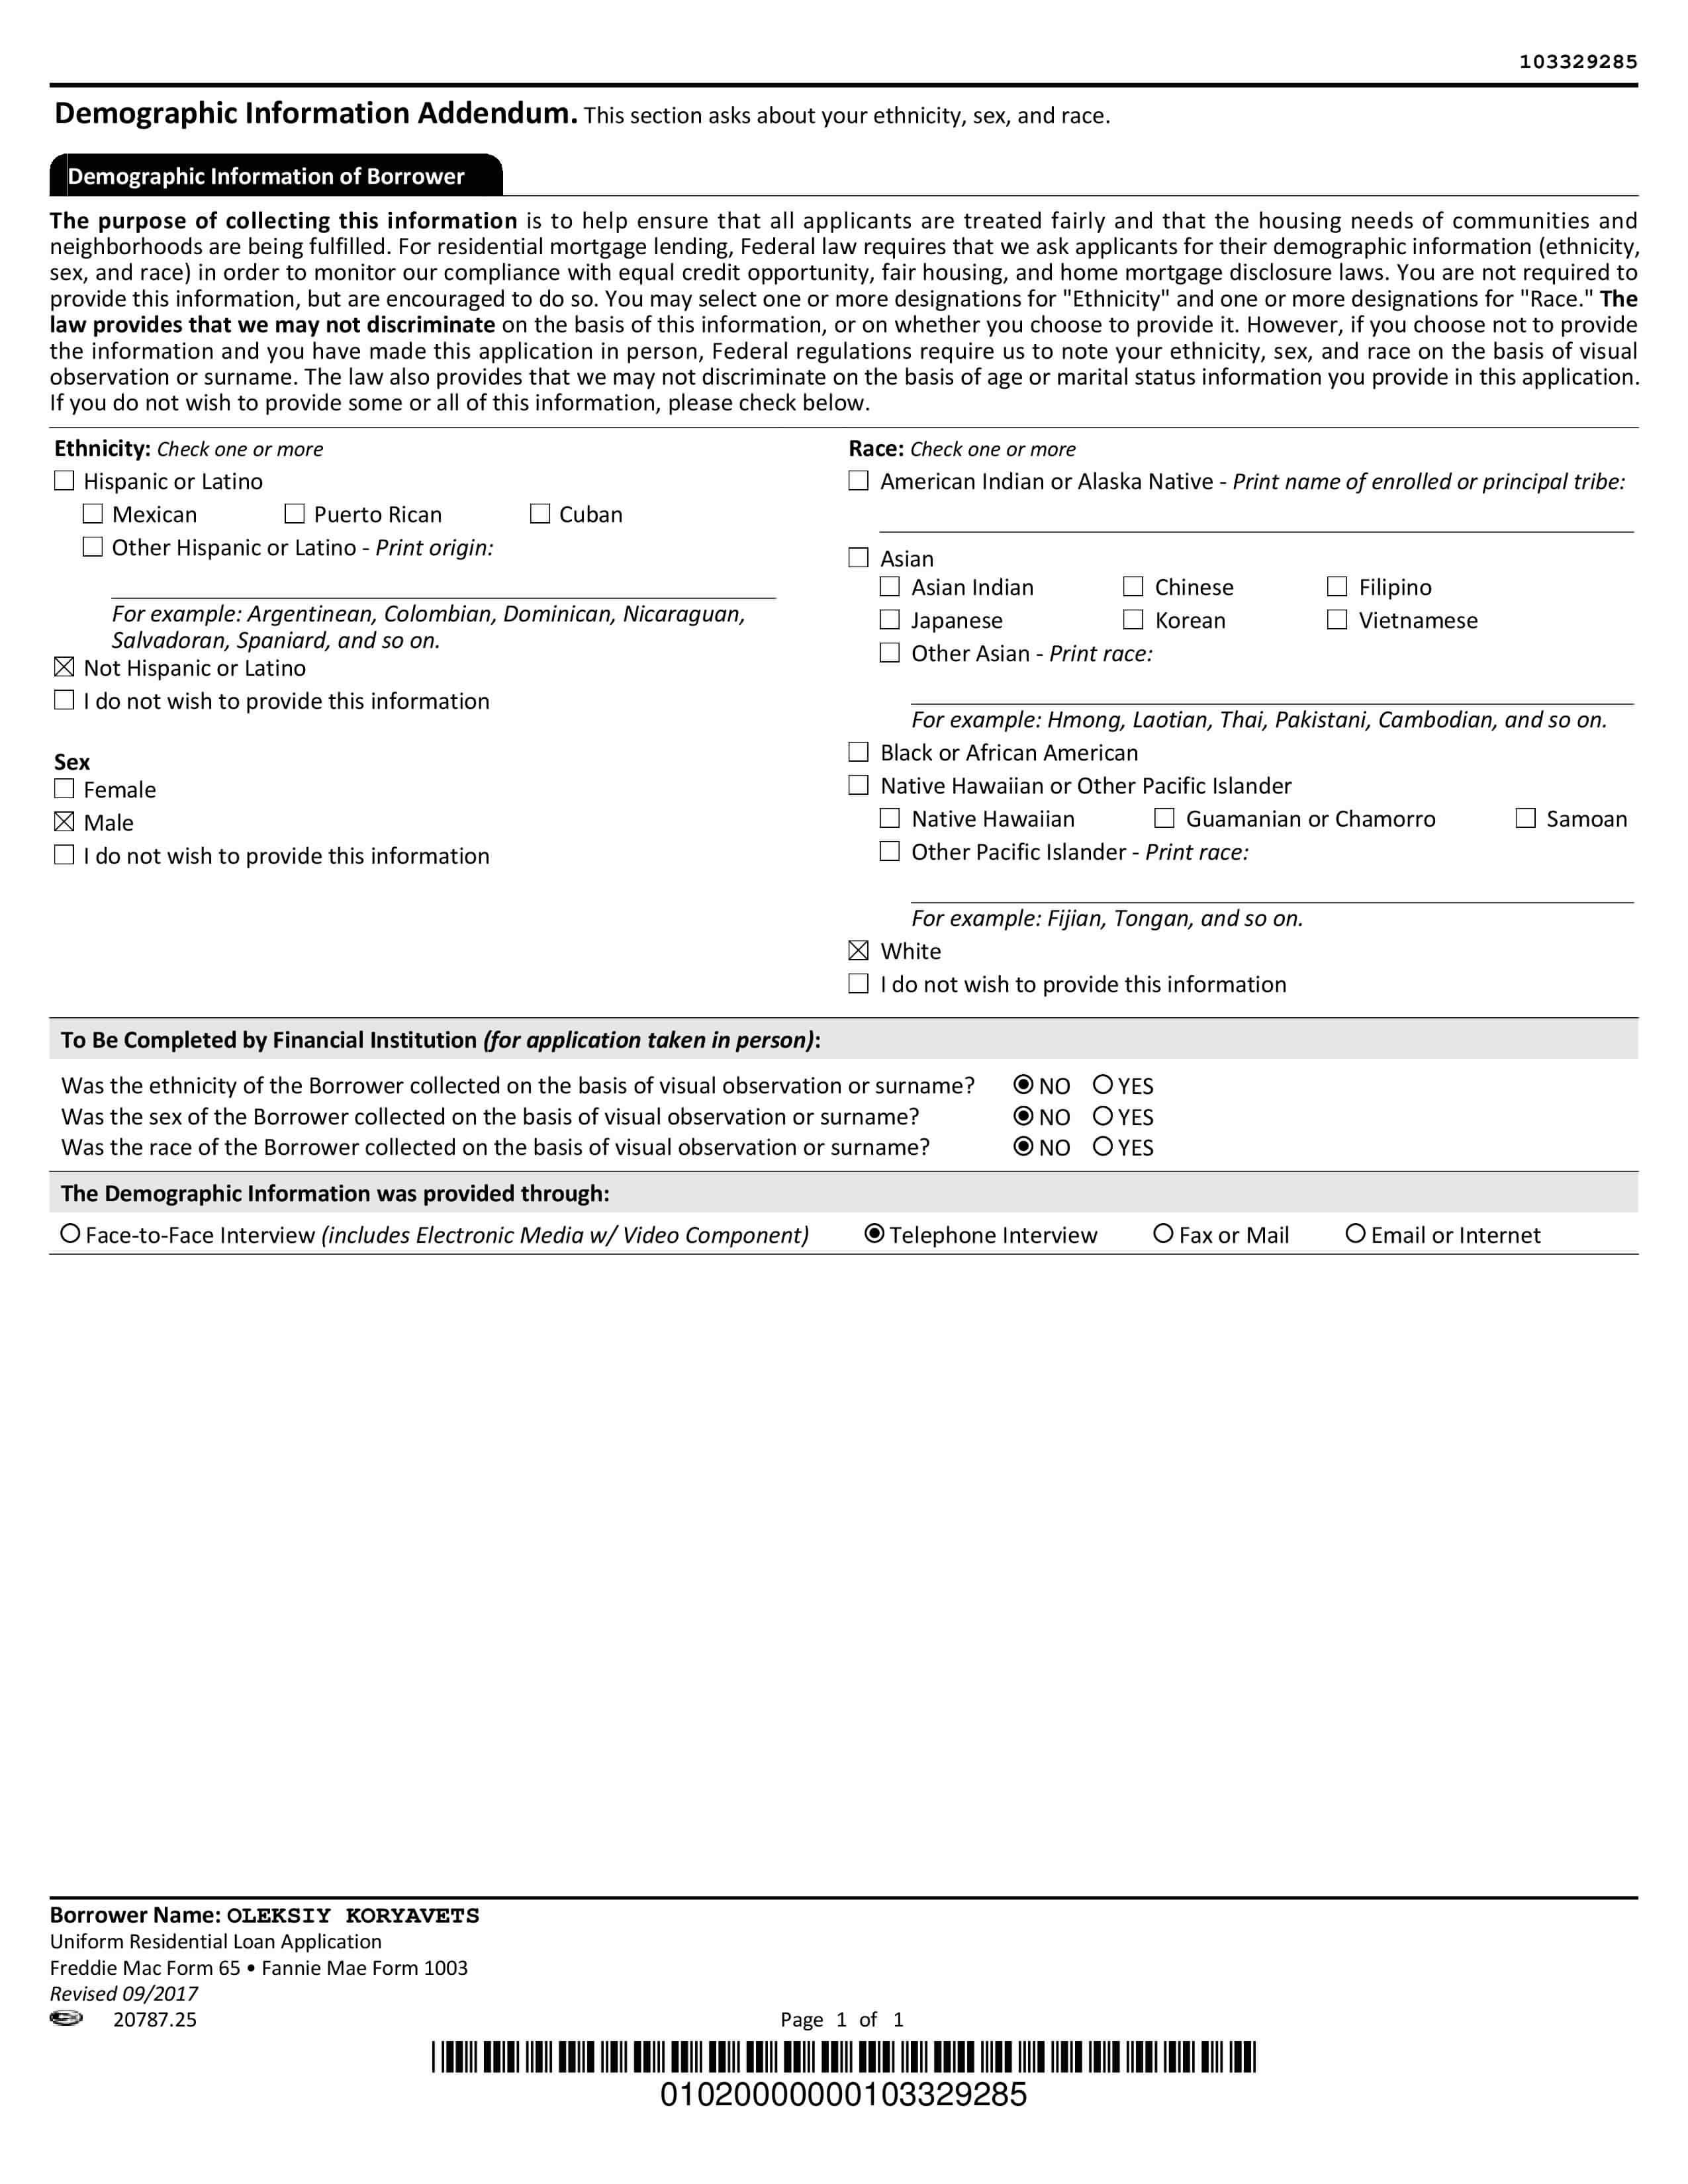 103329285
Demographic Information Addendum. This section asks about your ethnicity, sex, and race.
Demographic Information of Borrower
The purpose of collecting this information is to help ensure that all applicants are treated fairly and that the housing needs of communities and
neighborhoods are being fulfilled. For residential mortgage lending, Federal law requires that we ask applicants for their demographic information (ethnicity,
sex, and race) in order to monitor our compliance with equal credit opportunity, fair housing, and home mortgage disclosure laws. You are not required to
provide this information, but are encouraged to do so. You may select one or more designations for "Ethnicity" and one or more designations for "Race." The
law provides that we may not discriminate on the basis of this information, or on whether you choose to provide it. However, if you choose not to provide
the information and you have made this application in person, Federal regulations require us to note your ethnicity, sex, and race on the basis of visual
observation or surname. The law also provides that we may not discriminate on the basis of age or marital status information you provide in this application.
If you do not wish to provide some or all of this information, please check below.
Ethnicity: Check one or more
Hispanic or Latino
Mexican Puerto Rican Cuban
Other Hispanic or Latino - Print origin:
For example: Argentinean, Colombian, Dominican, Nicaraguan,
Salvadoran, Spaniard, and so on.
Not Hispanic or Latino
I do not wish to provide this information
Sex
Female
Male
I do not wish to provide this information
Race: Check one or more
American Indian or Alaska Native - Print name of enrolled or principal tribe:
Asian
Asian Indian Chinese Filipino
Japanese Korean Vietnamese
Other Asian - Print race:
For example: Hmong, Laotian, Thai, Pakistani, Cambodian, and so on.
Black or African American
Native Hawaiian or Other Pacific Islander
Native Hawaiian Guamanian or Chamorro Samoan
Other Pacific Islander - Print race:
For example: Fijian, Tongan, and so on.
White
I do not wish to provide this information
To Be Completed by Financial Institution (for application taken in person):
Was the ethnicity of the Borrower collected on the basis of visual observation or surname? NO YES
Was the sex of the Borrower collected on the basis of visual observation or surname? NO YES
Was the race of the Borrower collected on the basis of visual observation or surname? NO YES
The Demographic Information was provided through:
Face-to-Face Interview (includes Electronic Media w/ Video Component) Telephone Interview Fax or Mail Email or Internet
Borrower Name: OLEKSIY KORYAVETS
Uniform Residential Loan Application
Freddie Mac Form 65 • Fannie Mae Form 1003
Revised 09/2017
20787.25 Page 1 of 1
01020000000103329285